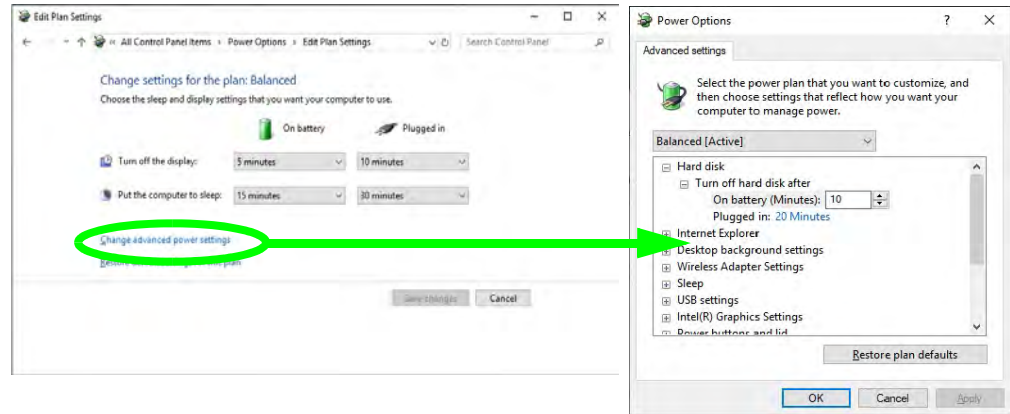 Edit Plan Settings
« All Control Panel Items › Power Options › Edit Plan Settings
Search Control Panel
Change settings for the plan: Balanced
Choose the sleep and display settings that you want your computer to use.
On battery
Plugged in
Turn off the display:
5 minutes
10 minutes
Put the computer to sleep:
15 minutes
30 minutes
Change advanced power settings
plan
Save changes
Cancel
Power Options
? X
Advanced settings
Select the power plan that you want to customize, and
then choose settings that reflect how you want your
computer to manage power.
Balanced [Active]
Hard disk
Turn off hard disk after
On battery (Minutes): 10
Plugged in: 20 Minutes
Internet Explorer
Desktop background settings
Wireless Adapter Settings
Sleep
USB settings
Intel(R) Graphics Settings
Power buttons and lid
Restore plan defaults
OK
Cancel
Apply